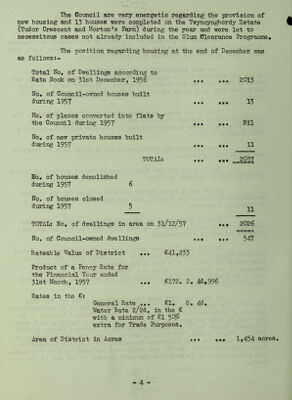 The Council are very energetic regarding the provision of
new housing and 13 houses were completed on the Twynyynghordy Estate
(Tudor Crescent and Morton's Farm) during the year and were let to
necessitous cases not already included in the Slum Clearance Programme.
The position regarding housing at the end of December was
as follows:-
Total No. of Dwellings according to
Rate Book on 31st December, 1956 ... ... 2013
No. of Council-owned houses built
during 1957 ... ... 13
No. of places converted into flats by
the Council during 1957 ... ... Nil
No. of new private houses built
during 1957 ... ... 11
TOTAL: ... ... 2037
No. of houses demolished
during 1957 6
No. of houses closed
during 1957 5 11
TOTAL: No. of dwellings in area on 31/12/57 ... 2026
No. of Council-owned dwellings ... ... 547
Rateable Value of District ... £41,233
Product of a Penny Rate for
the Financial Year ended
31st March, 1957 ... £172. 2. 4d.996
Rates in the £:
General Rate ... £1. 8. 4d.
Water Rate 2/2d. in the £
with a minimum of £1 50%
extra for Trade Purposes.
Area of District in Acres ... ... 1,454 acres.
- 4 -